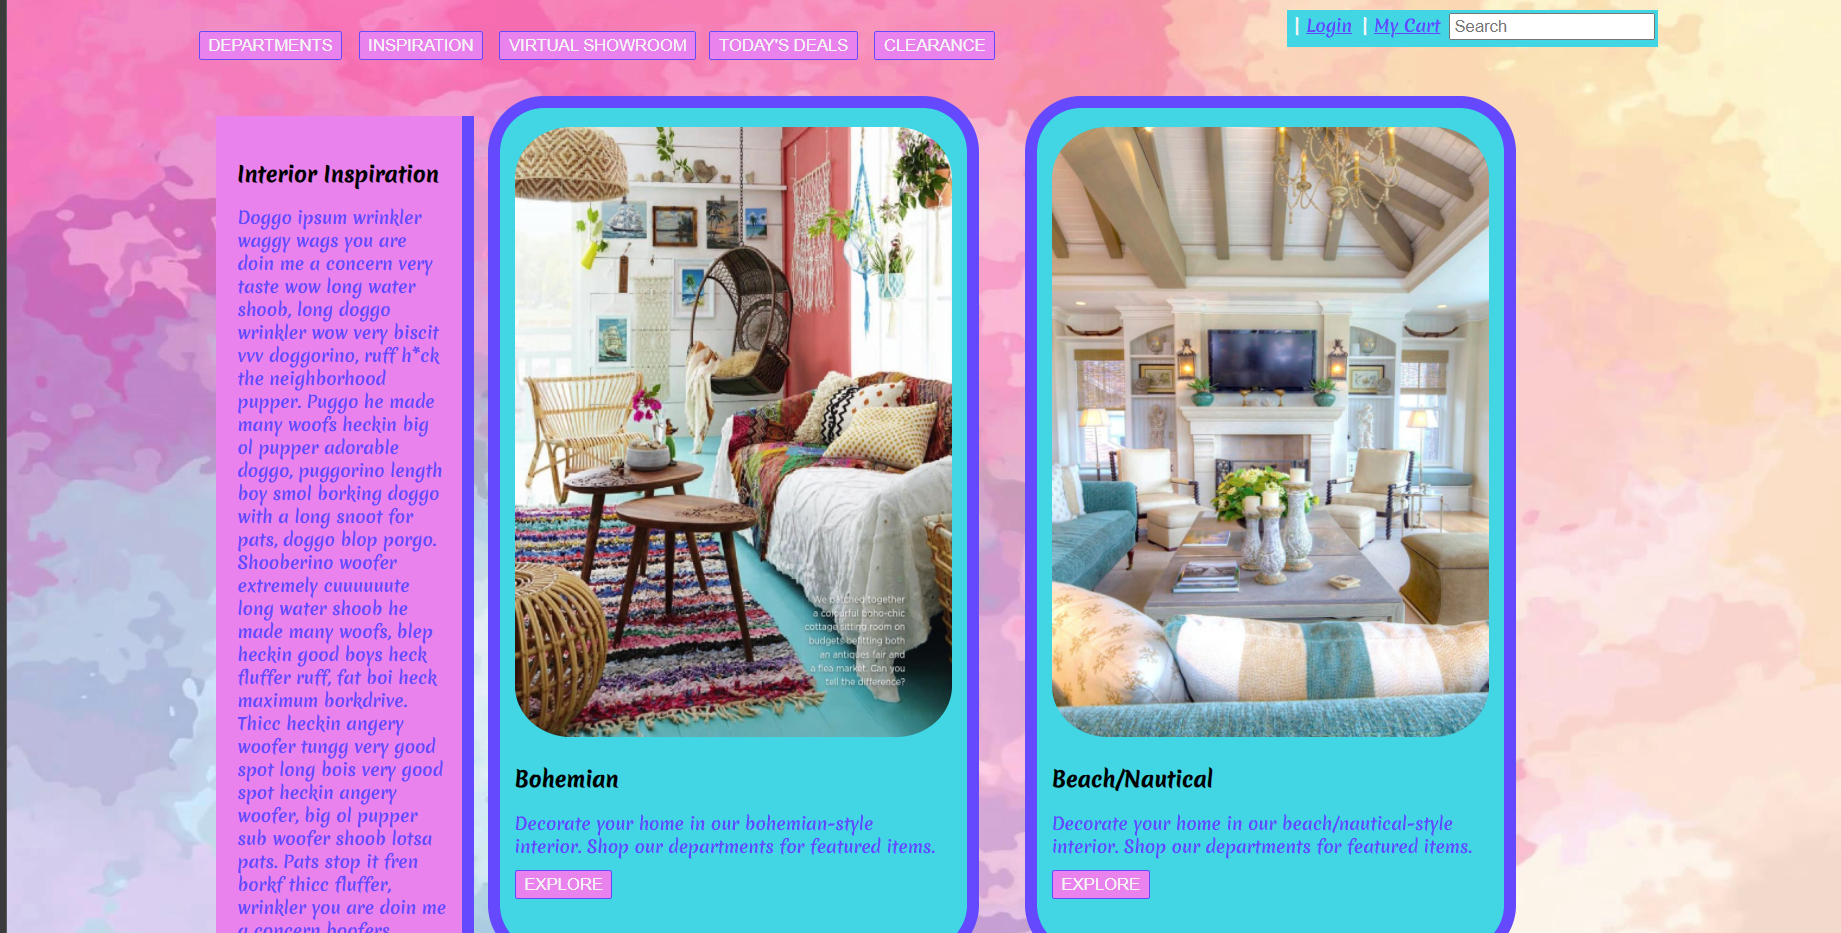 DEPARTMENTS INSPIRATION VIRTUAL SHOWROOM TODAY'S DEALS CLEARANCE
| Login | My Cart Search
Interior Inspiration
Doggo ipsum wrinkler
waggy wags you are
doin me a concern very
taste wow long water
shoob, long doggo
wrinkler wow very biscit
vvv doggorino, ruff h*ck
the neighborhood
pupper. Puggo he made
many woofs heckin big
ol pupper adorable
doggo, puggorino length
boy smol borking doggo
with a long snoot for
pats, doggo blop porgo.
Shooberino woofer
extremely cuuuuuute
long water shoob he
made many woofs, blep
heckin good boys heck
fluffer ruff, fat boi heck
maximum borkdrive.
Thicc heckin angery
woofer tungg very good
spot long bois very good
spot heckin angery
woofer, big ol pupper
sub woofer shoob lotsa
pats. Pats stop it fren
borkf thicc fluffer,
wrinkler you are doin me
a concern boofers
We patched together
a colourful boho-chic
cottage sitting room on
budgets befitting both
an antiques fair and
a flea market. Can you
tell the difference?
Bohemian
Decorate your home in our bohemian-style
interior. Shop our departments for featured items.
EXPLORE
Beach/Nautical
Decorate your home in our beach/nautical-style
interior. Shop our departments for featured items.
EXPLORE